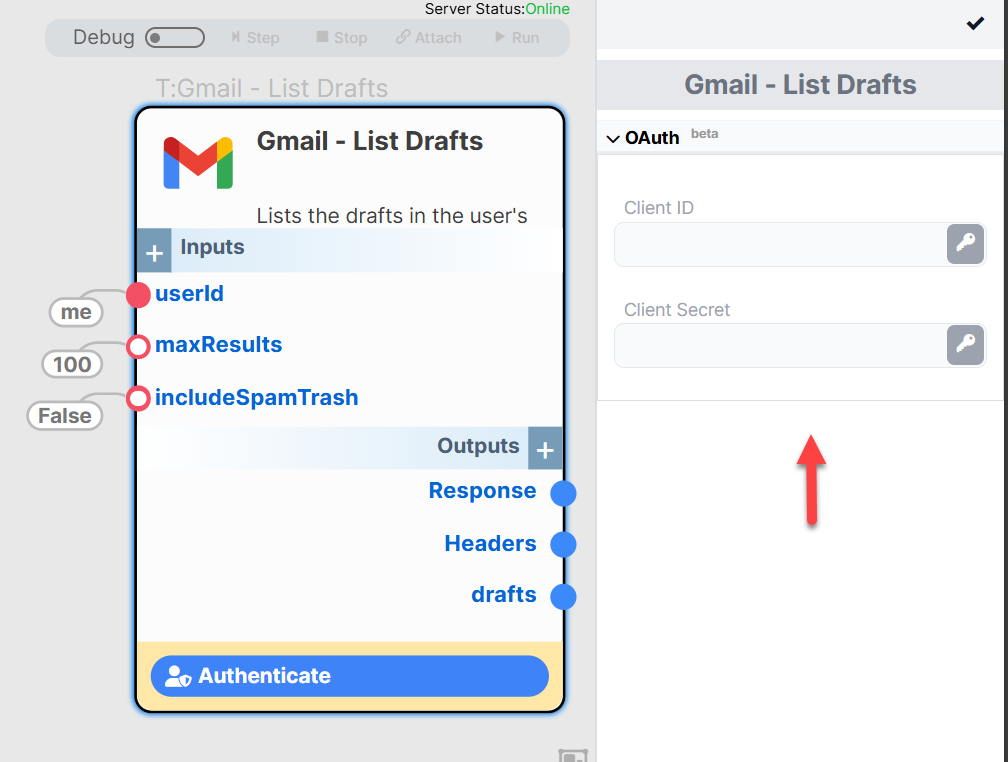 Server Status:Online
Debug
Step
Stop
Attach
Run
T:Gmail - List Drafts
Gmail - List Drafts
Lists the drafts in the user's
Inputs
userId
me
maxResults
100
includeSpamTrash
False
Outputs
Response
Headers
drafts
Authenticate
Gmail - List Drafts
OAuth beta
Client ID
Client Secret